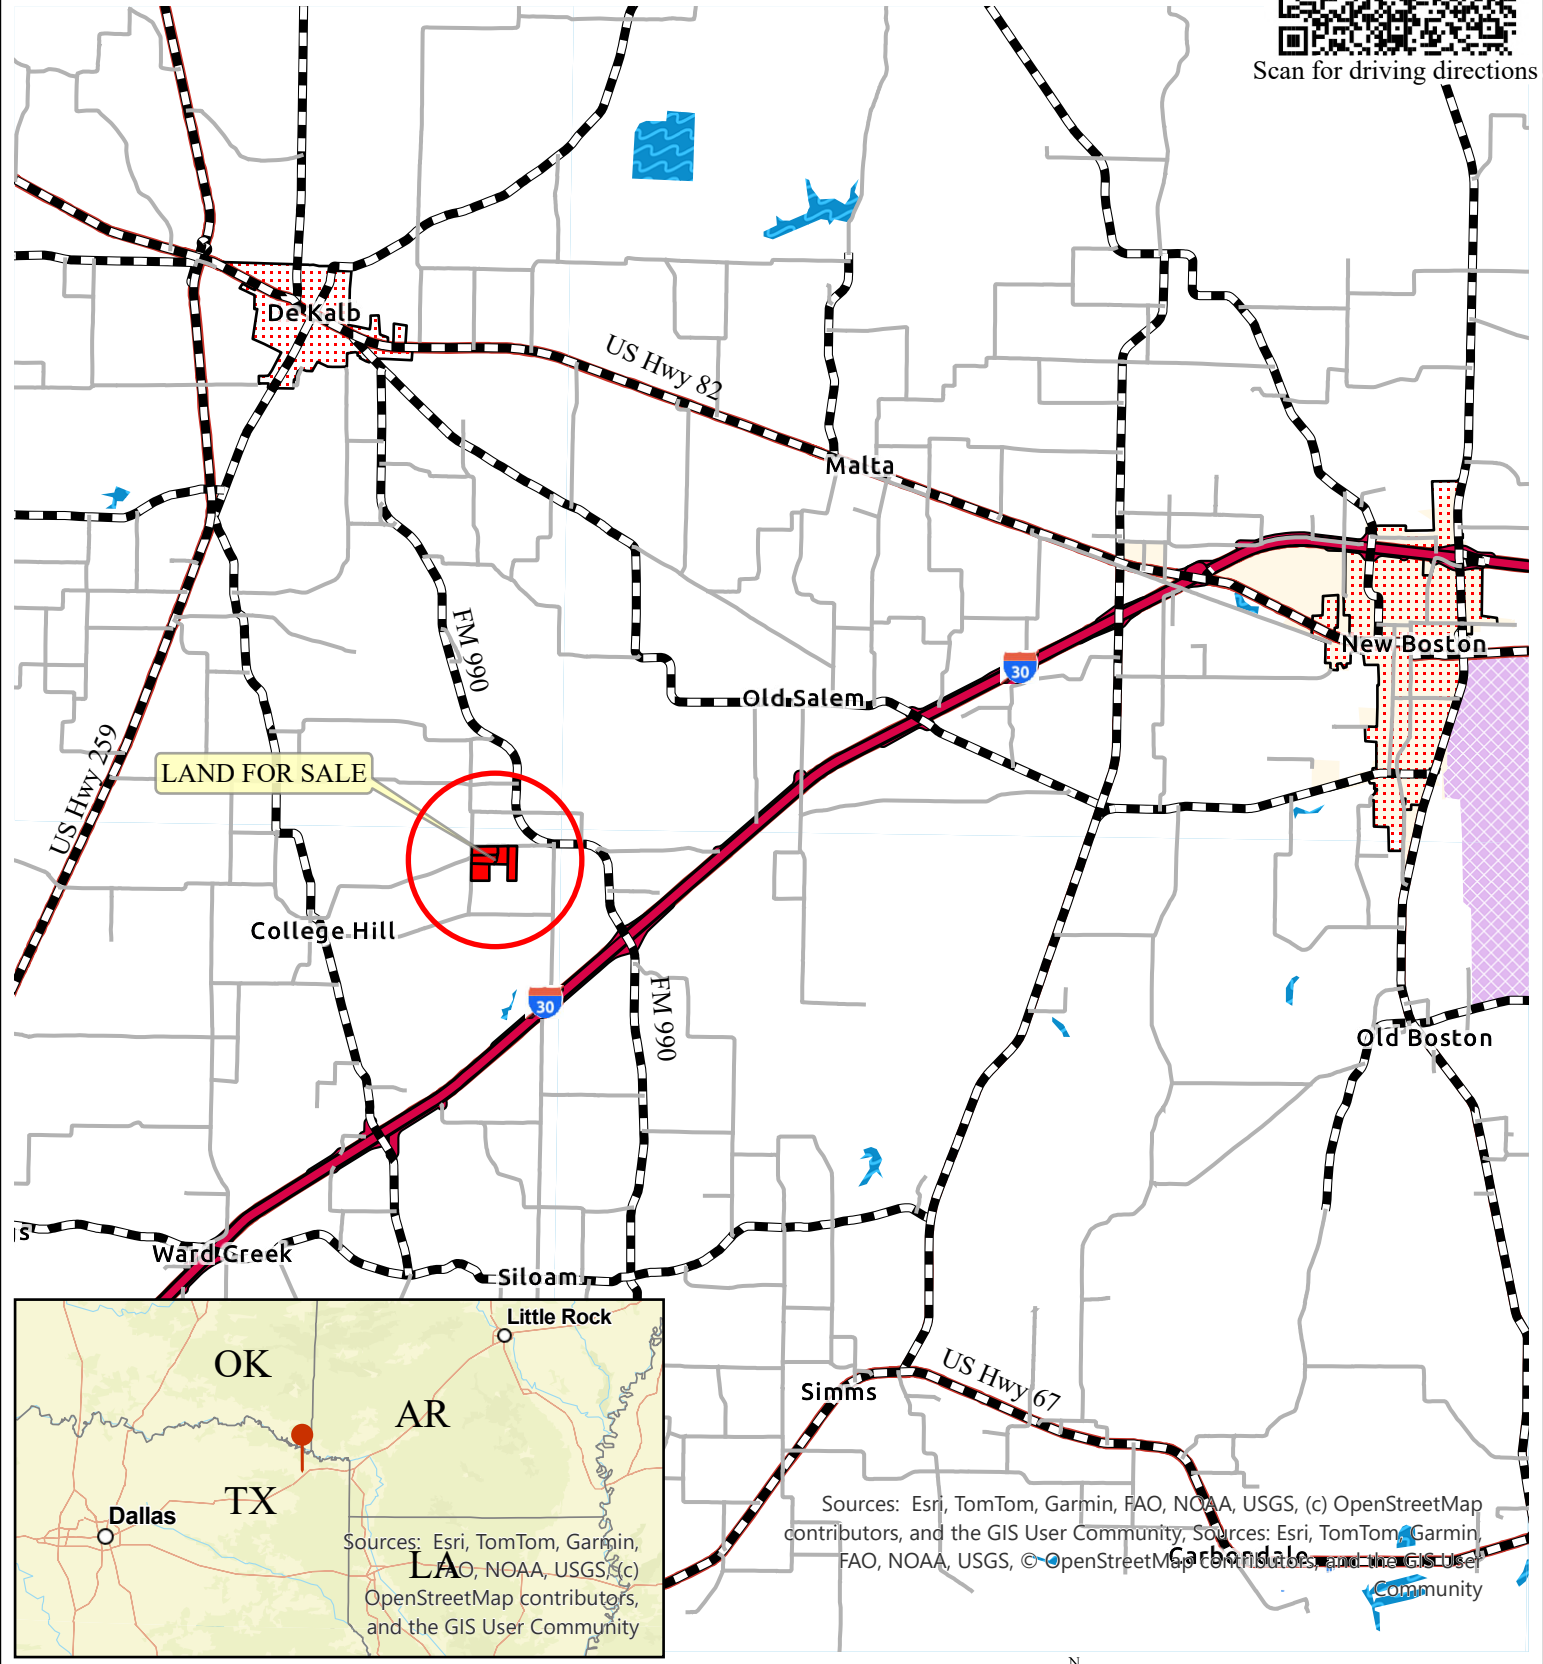 Scan for driving directions
De Kalb
US Hwy 82
Malta
FM 990
New Boston
30
Old Salem
US Hwy 259
LAND FOR SALE
College Hill
30
FM 990
Old Boston
s
Ward Creek
Siloam
Little Rock
OK
AR
TX
Dallas
LA
Sources: Esri, TomTom, Garmin,
FAO, NOAA, USGS, (c)
OpenStreetMap contributors,
and the GIS User Community
Simms
US Hwy 67
Carbondale
Sources: Esri, TomTom, Garmin, FAO, NOAA, USGS, (c) OpenStreetMap
contributors, and the GIS User Community, Sources: Esri, TomTom, Garmin,
FAO, NOAA, USGS, © OpenStreetMap contributors, and the GIS User
Community
N